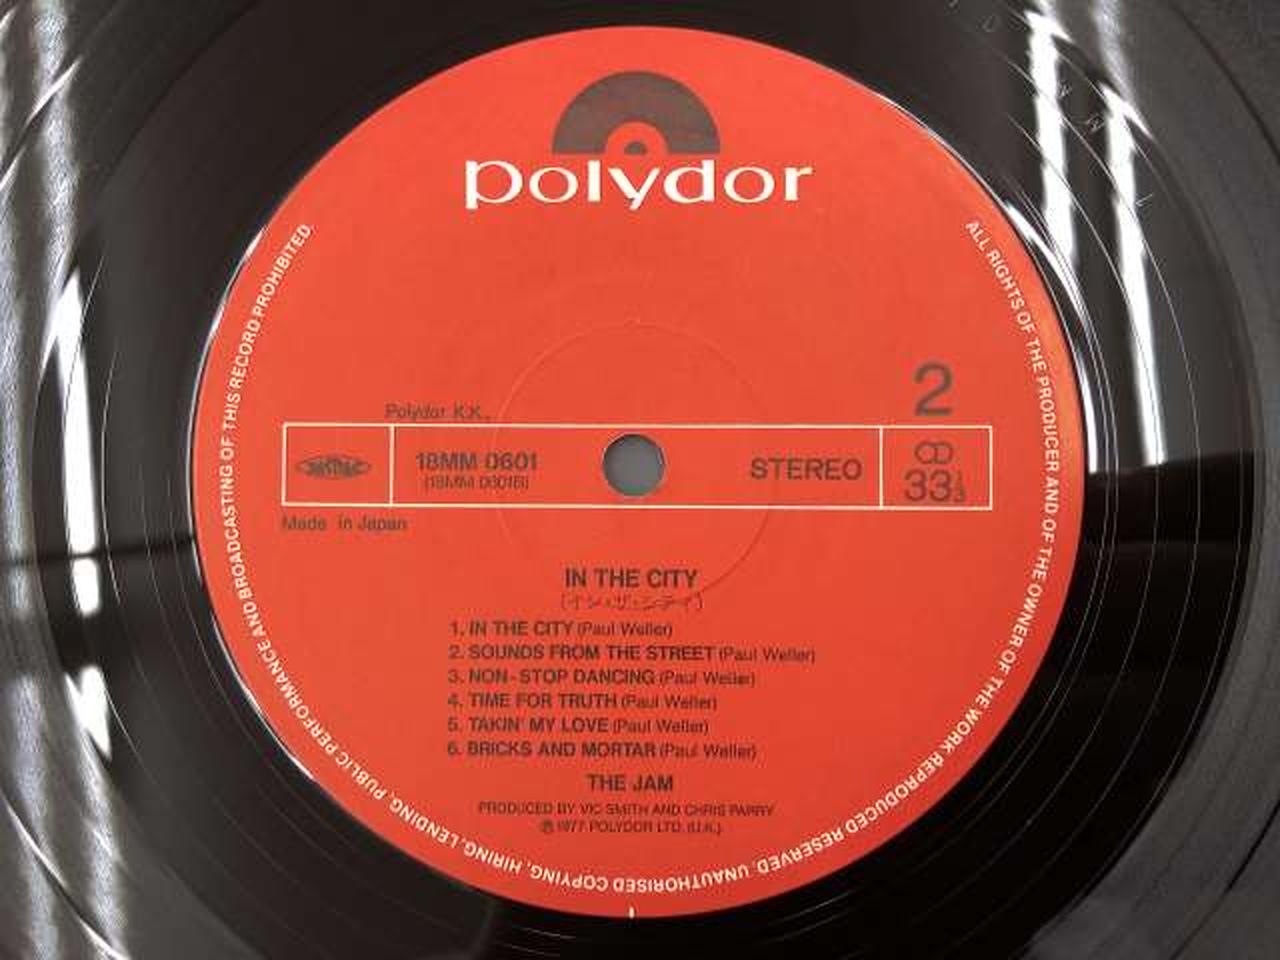 polydor
2
Polydor K.K.,
18MM 0601
(18MM 0601B)
STEREO
33 1/3
Made in Japan
IN THE CITY
(イン・ザ・シティ)
1. IN THE CITY (Paul Weller)
2. SOUNDS FROM THE STREET (Paul Weller)
3. NON-STOP DANCING (Paul Weller)
4. TIME FOR TRUTH (Paul Weller)
5. TAKIN' MY LOVE (Paul Weller)
6. BRICKS AND MORTAR (Paul Weller)
THE JAM
PRODUCED BY VIC SMITH AND CHRIS PARRY
℗ 1977 POLYDOR LTD. (U.K.)
ALL RIGHTS OF THE PRODUCER AND OF THE OWNER OF THE WORK REPRODUCED RESERVED. UNAUTHORISED COPYING, HIRING, LENDING, PUBLIC PERFORMANCE AND BROADCASTING OF THIS RECORD PROHIBITED.